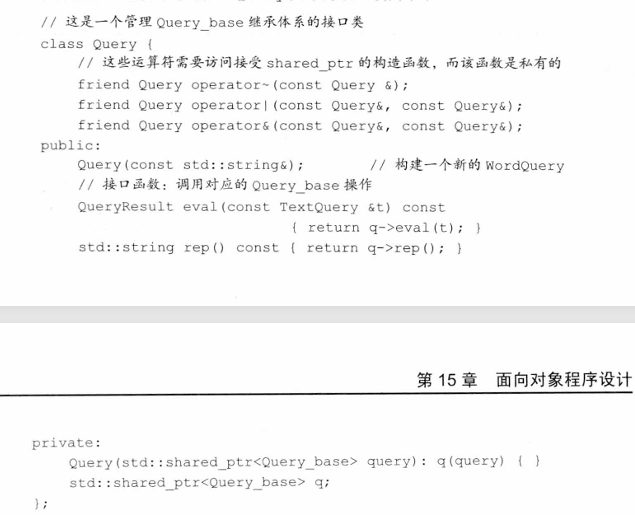 // 这是一个管理 Query_base 继承体系的接口类
class Query {
// 这些运算符需要访问接受 shared_ptr 的构造函数，而该函数是私有的
friend Query operator~(const Query &);
friend Query operator|(const Query&, const Query&);
friend Query operator&(const Query&, const Query&);
public:
Query(const std::string&); // 构建一个新的 WordQuery
// 接口函数：调用对应的 Query_base 操作
QueryResult eval(const TextQuery &t) const
{ return q->eval(t); }
std::string rep() const { return q->rep(); }
第 15 章 面向对象程序设计
private:
Query(std::shared_ptr<Query_base> query): q(query) { }
std::shared_ptr<Query_base> q;
};